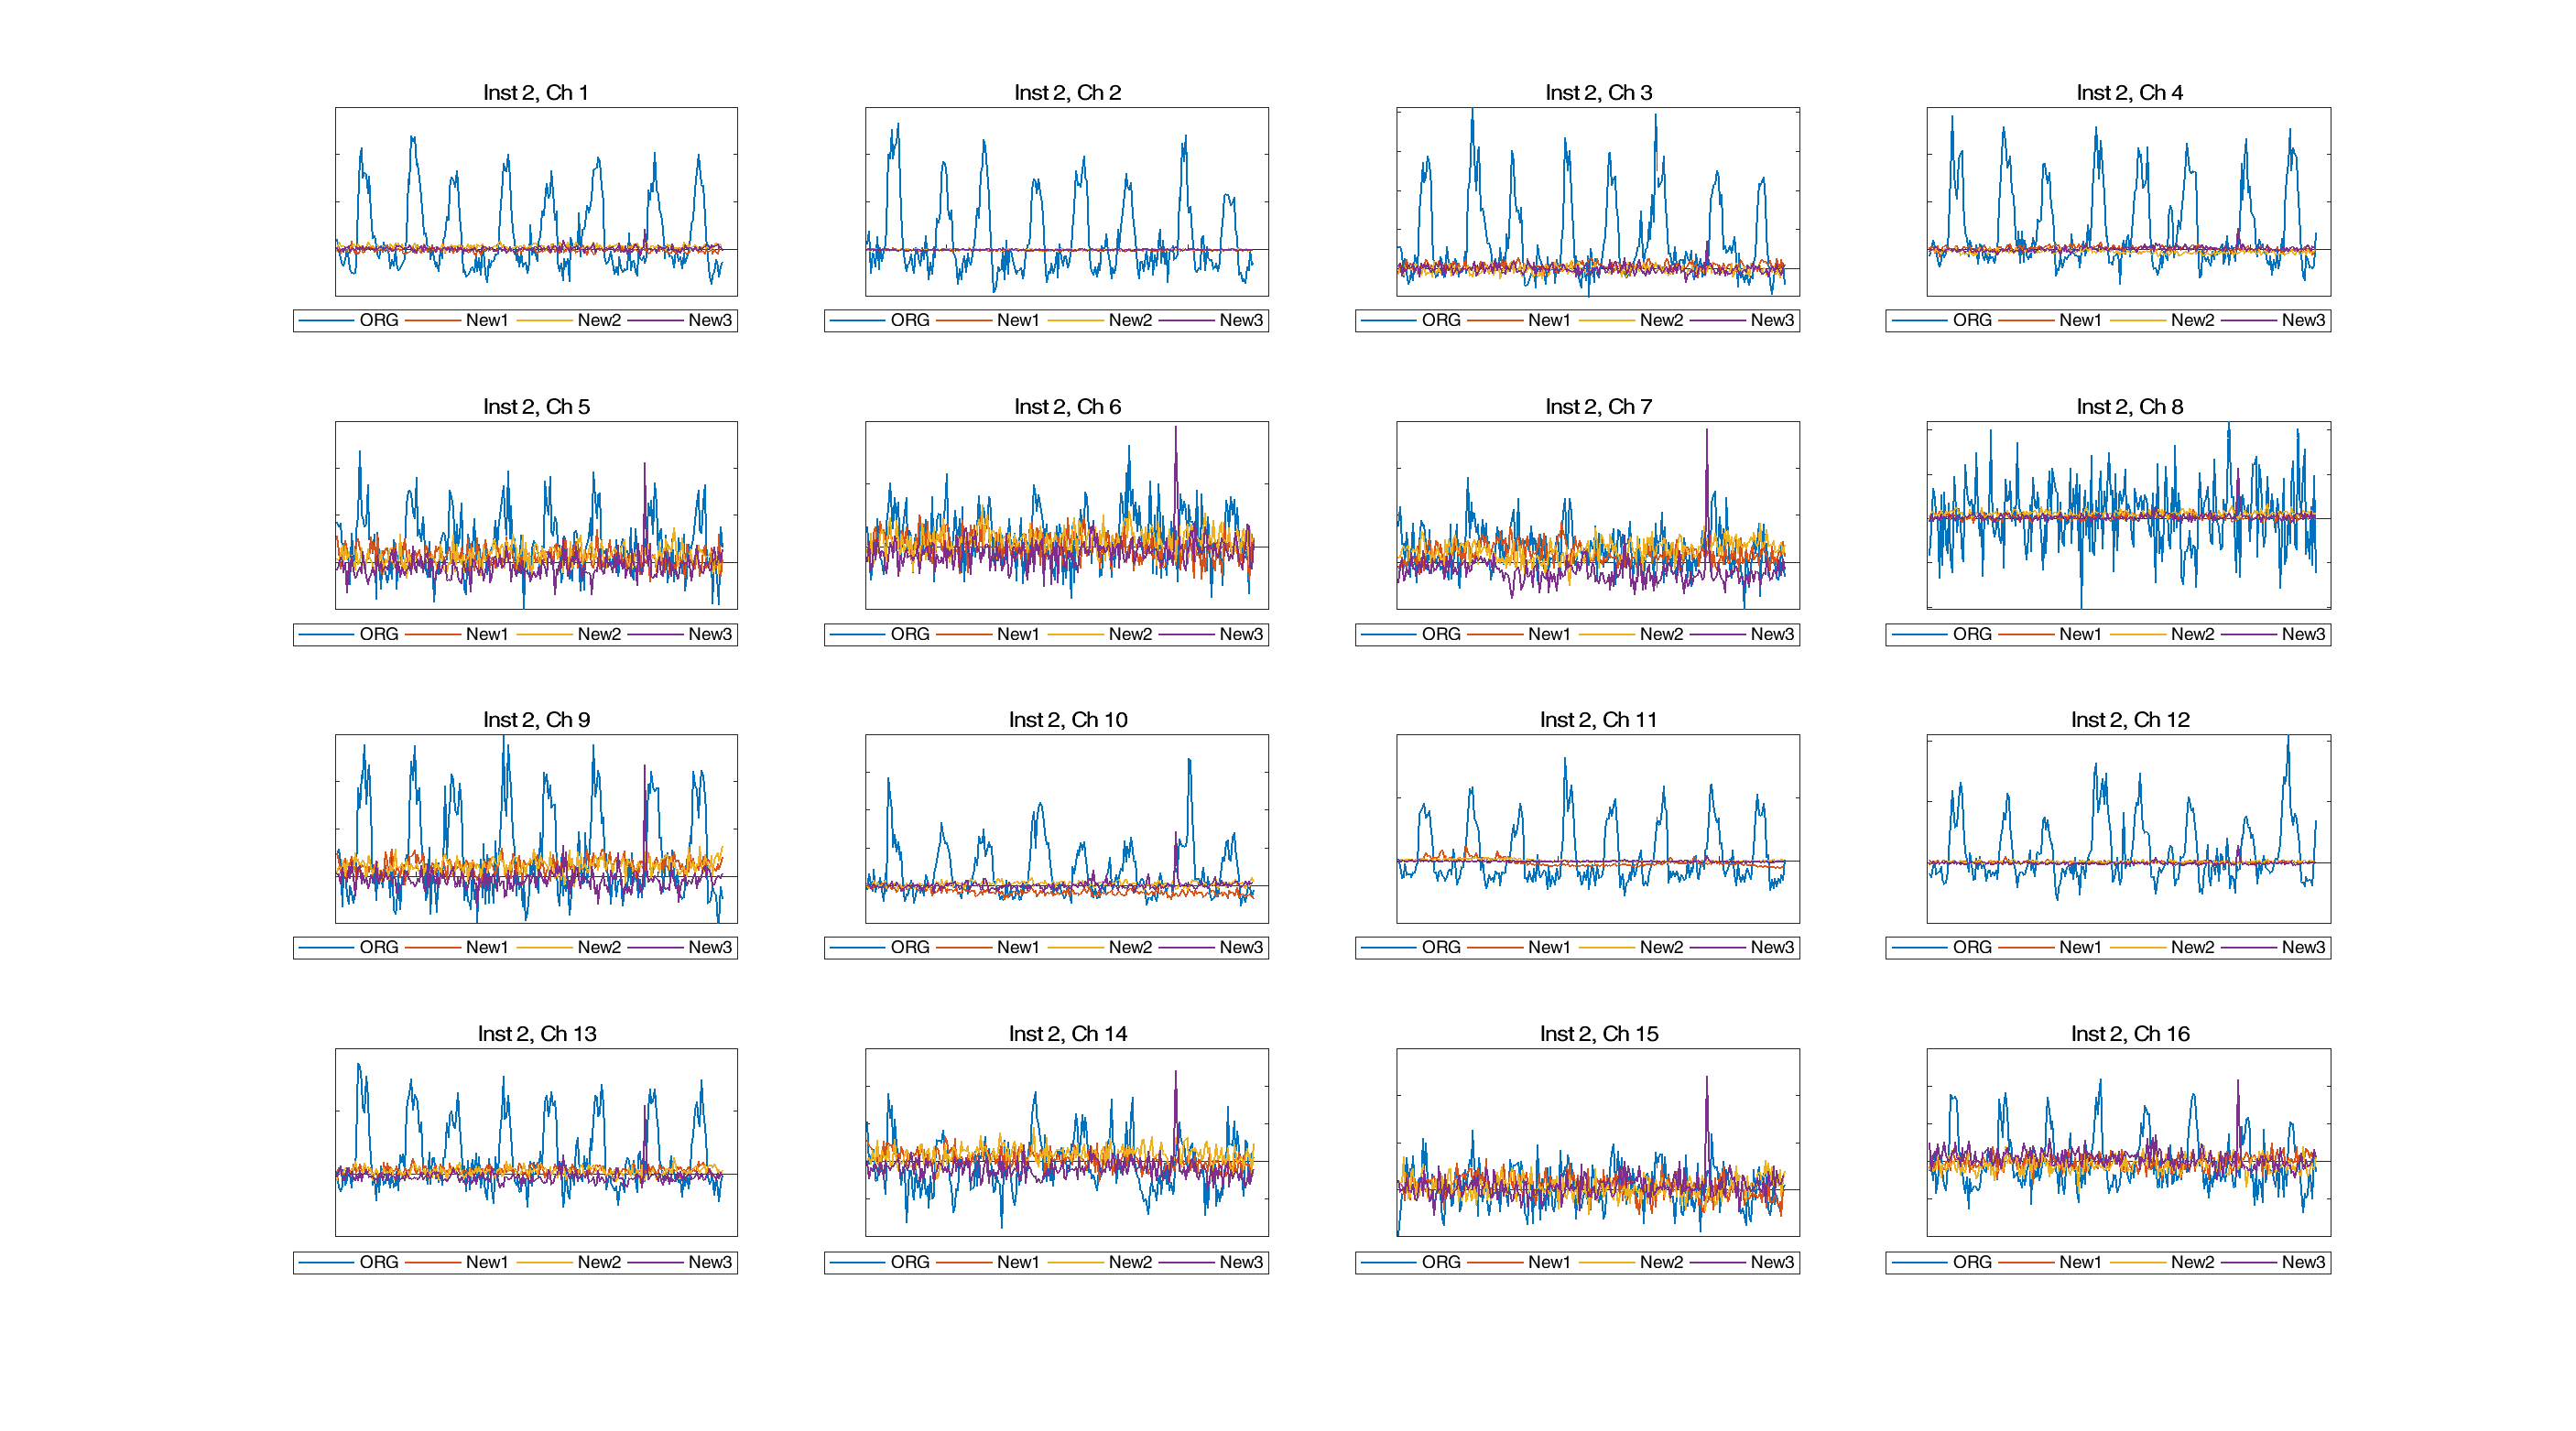 Inst 2, Ch 1
Inst 2, Ch 2
Inst 2, Ch 3
Inst 2, Ch 4
ORG New1 New2 New3
ORG New1 New2 New3
ORG New1 New2 New3
ORG New1 New2 New3
Inst 2, Ch 5
Inst 2, Ch 6
Inst 2, Ch 7
Inst 2, Ch 8
ORG New1 New2 New3
ORG New1 New2 New3
ORG New1 New2 New3
ORG New1 New2 New3
Inst 2, Ch 9
Inst 2, Ch 10
Inst 2, Ch 11
Inst 2, Ch 12
ORG New1 New2 New3
ORG New1 New2 New3
ORG New1 New2 New3
ORG New1 New2 New3
Inst 2, Ch 13
Inst 2, Ch 14
Inst 2, Ch 15
Inst 2, Ch 16
ORG New1 New2 New3
ORG New1 New2 New3
ORG New1 New2 New3
ORG New1 New2 New3